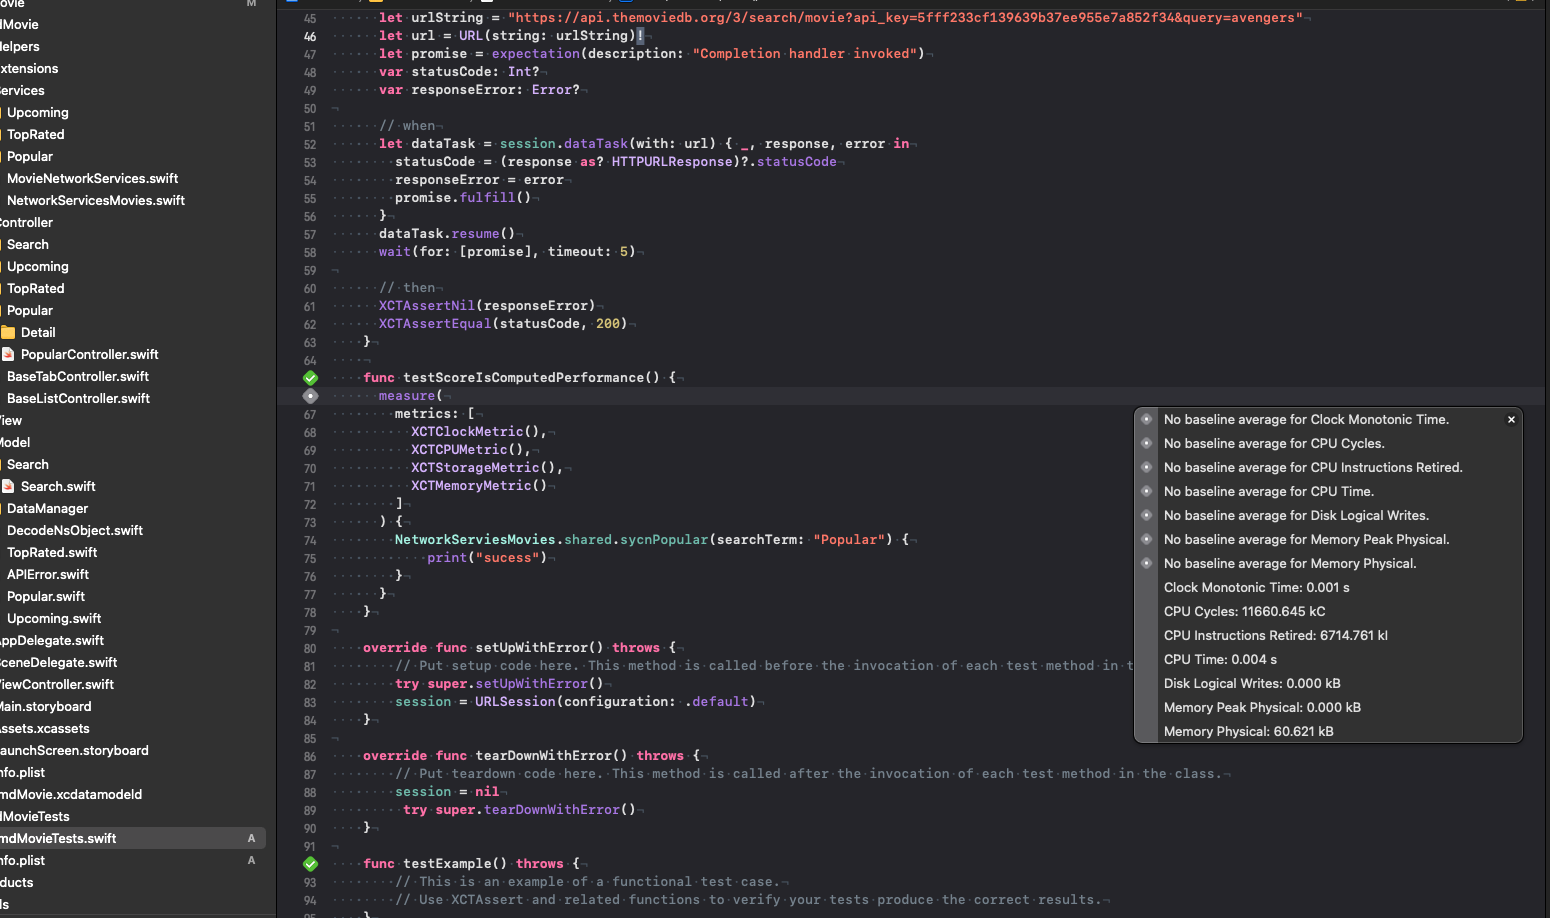 ovie M
dMovie
Helpers
xtensions
ervices
Upcoming
TopRated
Popular
MovieNetworkServices.swift
NetworkServicesMovies.swift
Controller
Search
Upcoming
TopRated
Popular
Detail
PopularController.swift
BaseTabController.swift
BaseListController.swift
View
Model
Search
Search.swift
DataManager
DecodeNsObject.swift
TopRated.swift
APIError.swift
Popular.swift
Upcoming.swift
AppDelegate.swift
SceneDelegate.swift
ViewController.swift
Main.storyboard
Assets.xcassets
aunchScreen.storyboard
nfo.plist
mdMovie.xcdatamodeld
dMovieTests
mdMovieTests.swift A
nfo.plist A
ducts
ls
45 let urlString = "https://api.themoviedb.org/3/search/movie?api_key=5fff233cf139639b37ee955e7a852f34&query=avengers"
46 let url = URL(string: urlString)!
47 let promise = expectation(description: "Completion handler invoked")
48 var statusCode: Int?
49 var responseError: Error?
50
51 // when
52 let dataTask = session.dataTask(with: url) { _, response, error in
53 statusCode = (response as? HTTPURLResponse)?.statusCode
54 responseError = error
55 promise.fulfill()
56 }
57 dataTask.resume()
58 wait(for: [promise], timeout: 5)
59
60 // then
61 XCTAssertNil(responseError)
62 XCTAssertEqual(statusCode, 200)
63 }
64
func testScoreIsComputedPerformance() {
measure(
67 metrics: [
68 XCTClockMetric(),
69 XCTCPUMetric(),
70 XCTStorageMetric(),
71 XCTMemoryMetric()
72 ]
73 ) {
74 NetworkServiesMovies.shared.sycnPopular(searchTerm: "Popular") {
75 print("sucess")
76 }
77 }
78 }
79
80 override func setUpWithError() throws {
81 // Put setup code here. This method is called before the invocation of each test method in t
82 try super.setUpWithError()
83 session = URLSession(configuration: .default)
84 }
85
86 override func tearDownWithError() throws {
87 // Put teardown code here. This method is called after the invocation of each test method in the class.
88 session = nil
89 try super.tearDownWithError()
90 }
91
func testExample() throws {
93 // This is an example of a functional test case.
94 // Use XCTAssert and related functions to verify your tests produce the correct results.
95 }
No baseline average for Clock Monotonic Time.
No baseline average for CPU Cycles.
No baseline average for CPU Instructions Retired.
No baseline average for CPU Time.
No baseline average for Disk Logical Writes.
No baseline average for Memory Peak Physical.
No baseline average for Memory Physical.
Clock Monotonic Time: 0.001 s
CPU Cycles: 11660.645 kC
CPU Instructions Retired: 6714.761 kI
CPU Time: 0.004 s
Disk Logical Writes: 0.000 kB
Memory Peak Physical: 0.000 kB
Memory Physical: 60.621 kB